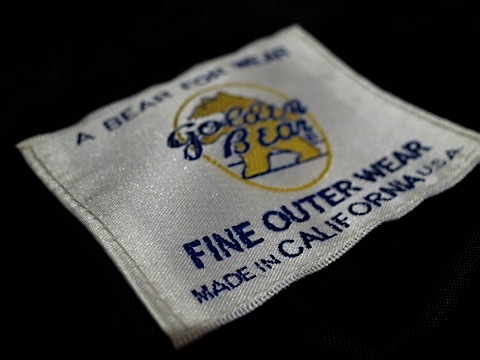 A BEAR FOR WEAR
Golden
Bear
FINE OUTER WEAR
MADE IN CALIFORNIA U.S.A.